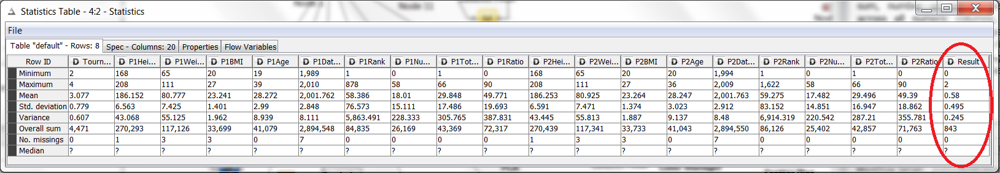 Statistics Table - 4:2 - Statistics
File
Table "default" - Rows: 8 Spec - Columns: 20 Properties Flow Variables
Row ID D Tourn... D P1Hei... D P1Wei... D P1BMI D P1Age D P1Dat... D P1Rank D P1Nu... D P1Tot... D P1Ratio D P2Hei... D P2Wei... D P2BMI D P2Age D P2Dat... D P2Rank D P2Nu... D P2Tot... D P2Ratio D Result
Minimum 2 168 65 20 19 1,989 1 0 1 0 168 65 20 20 1,994 1 0 1 0 0
Maximum 4 208 111 27 39 2,010 878 58 66 90 208 111 27 36 2,009 1,622 58 66 90 2
Mean 3.077 186.152 80.777 23.241 28.272 2,001.762 58.386 18.01 29.848 49.771 186.253 80.925 23.264 28.247 2,001.763 59.275 17.482 29.496 49.39 0.58
Std. deviation 0.779 6.563 7.425 1.401 2.99 2.848 76.573 15.111 17.486 19.693 6.591 7.471 1.374 3.023 2.912 83.152 14.851 16.947 18.862 0.495
Variance 0.607 43.068 55.125 1.962 8.939 8.111 5,863.491 228.333 305.765 387.831 43.445 55.813 1.887 9.137 8.48 6,914.319 220.542 287.21 355.781 0.245
Overall sum 4,471 270,293 117,126 33,699 41,079 2,894,548 84,835 26,169 43,369 72,317 270,439 117,341 33,733 41,043 2,894,550 86,126 25,402 42,857 71,763 843
No. missings 0 1 3 3 0 7 0 0 0 0 1 3 3 0 7 0 0 0 0 0
Median ? ? ? ? ? ? ? ? ? ? ? ? ? ? ? ? ? ? ? ?